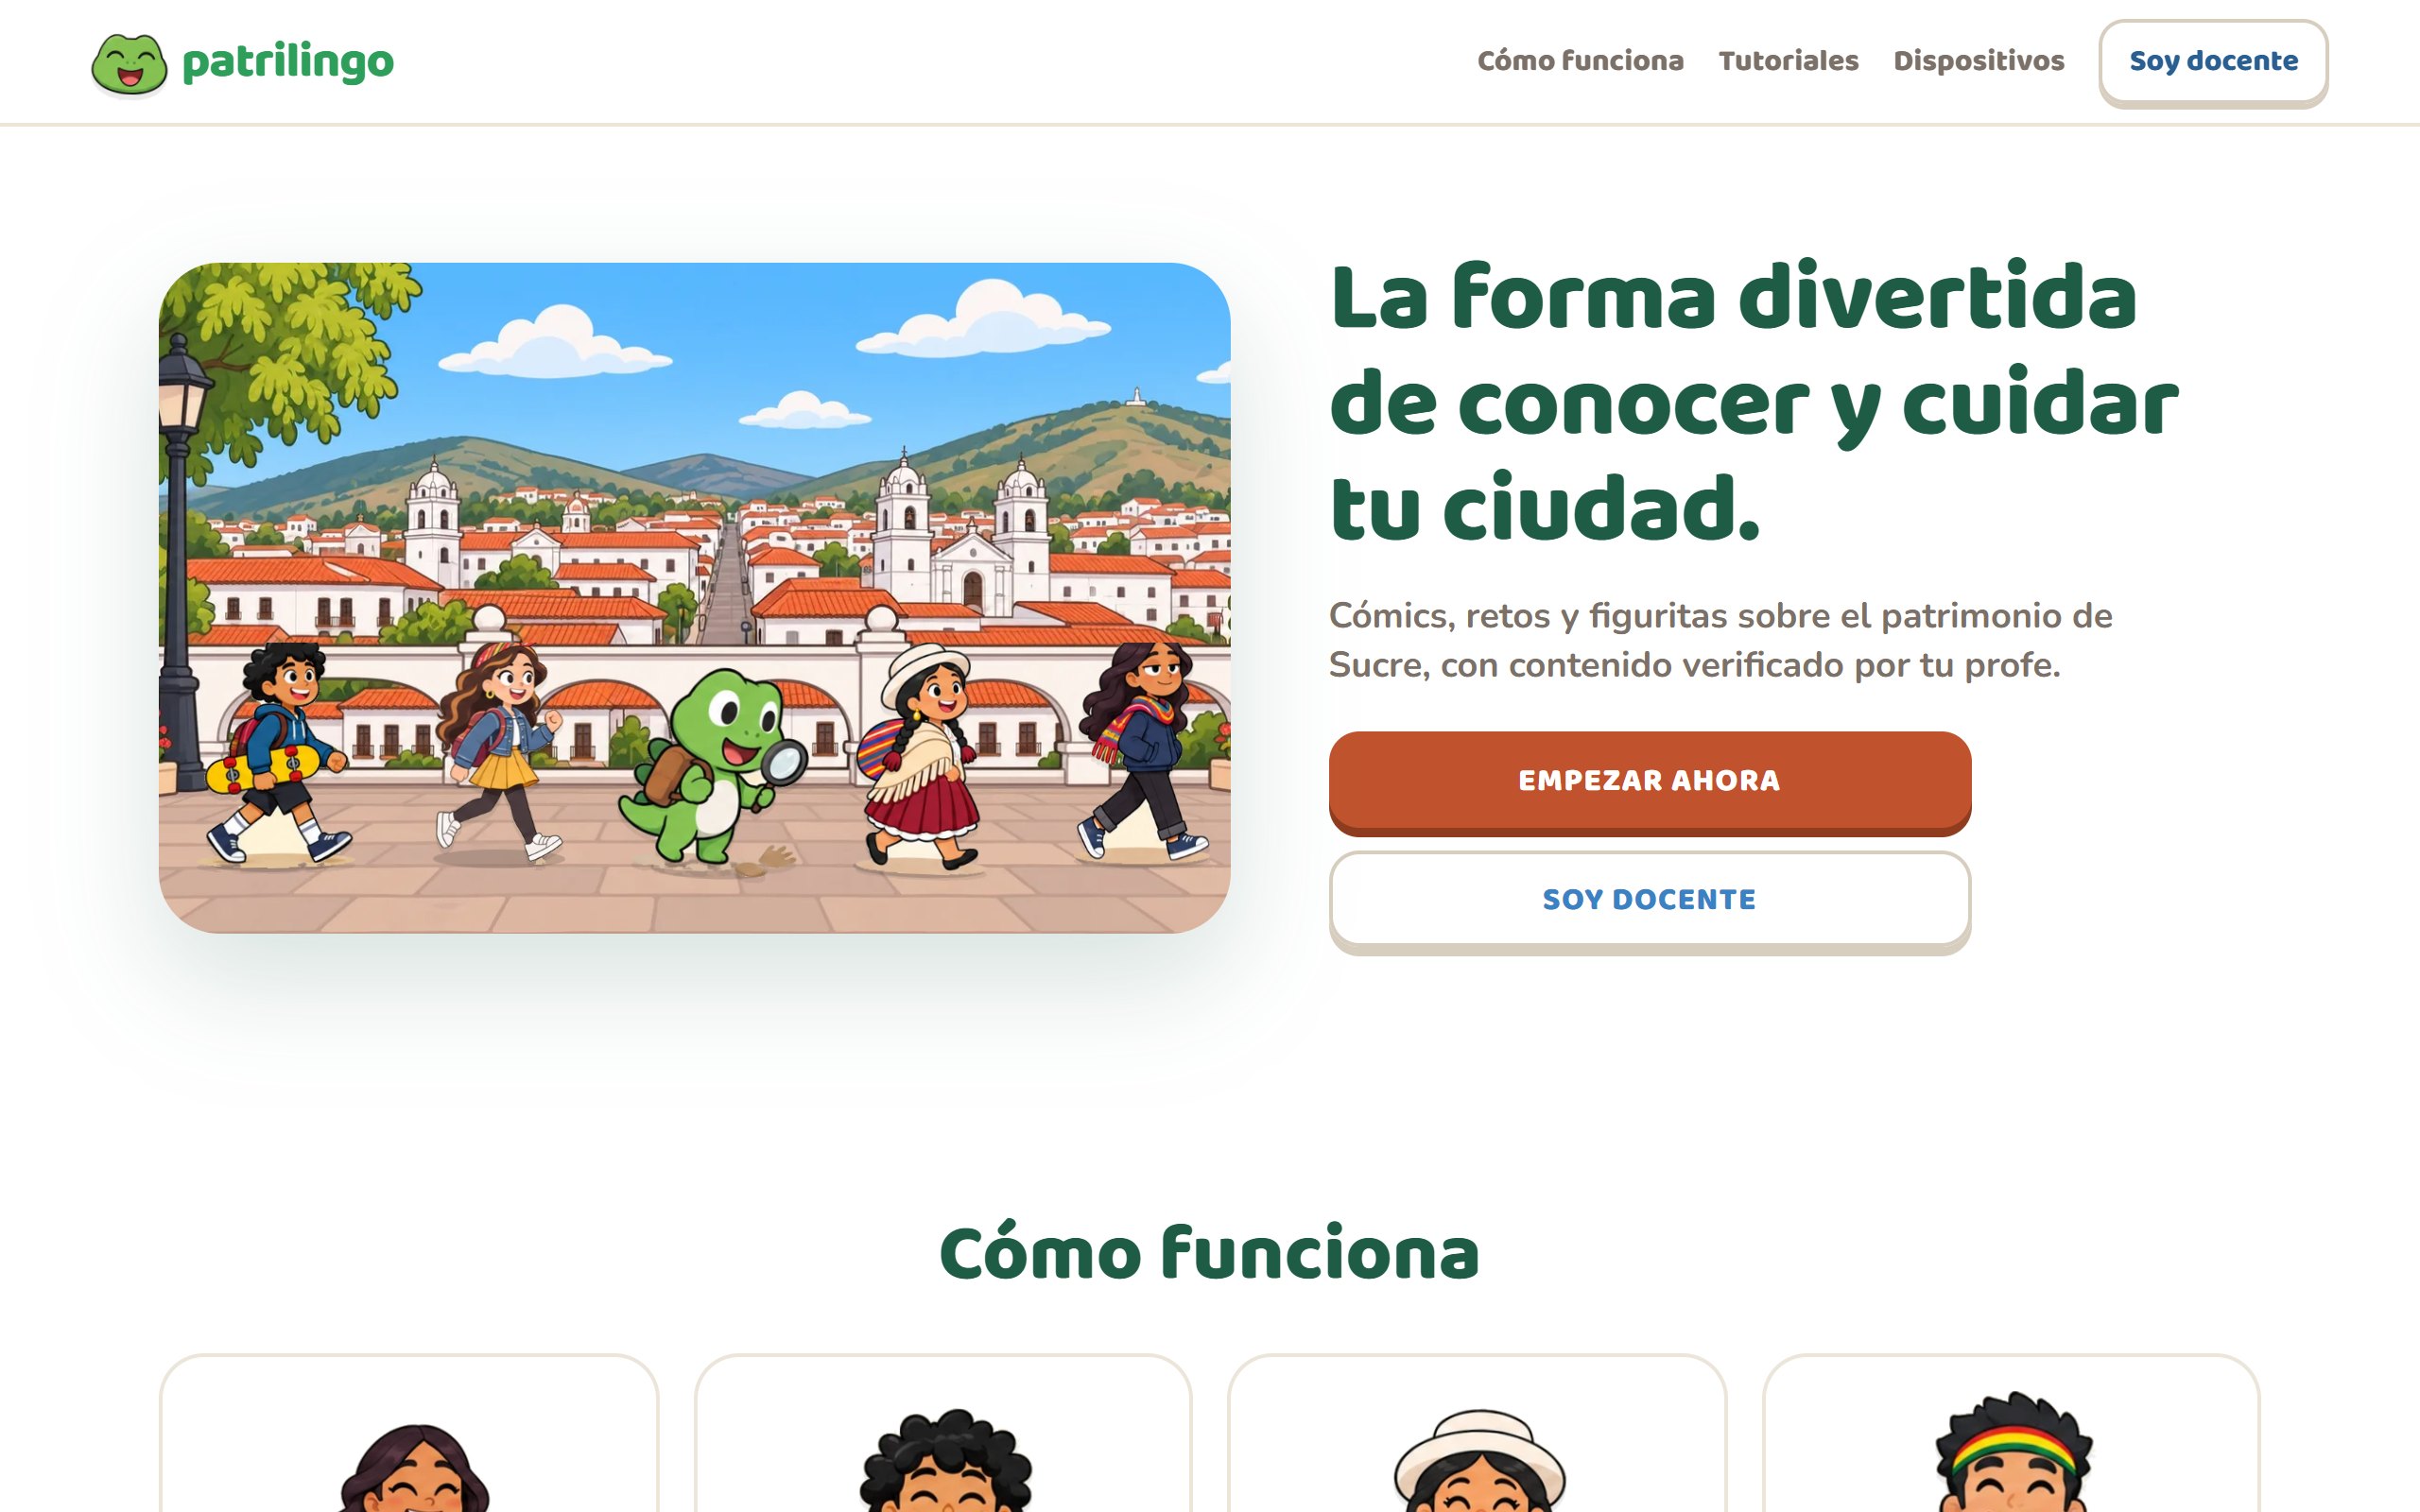 patrilingo
Cómo funciona
Tutoriales
Dispositivos
Soy docente
La forma divertida
de conocer y cuidar
tu ciudad.
Cómics, retos y figuritas sobre el patrimonio de
Sucre, con contenido verificado por tu profe.
EMPEZAR AHORA
SOY DOCENTE
Cómo funciona